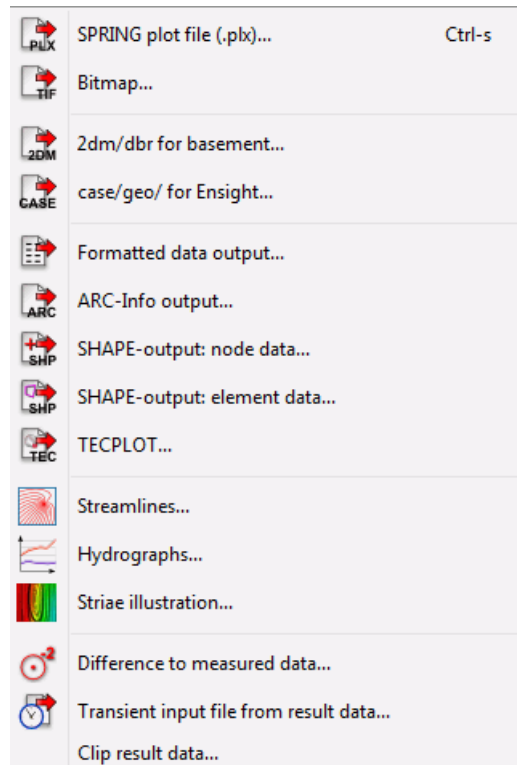 PLX SPRING plot file (.plx)... Ctrl-s
TIF Bitmap...
2DM 2dm/dbr for basement...
CASE case/geo/ for Ensight...
Formatted data output...
ARC ARC-Info output...
SHP SHAPE-output: node data...
SHP SHAPE-output: element data...
TEC TECPLOT...
Streamlines...
Hydrographs...
Striae illustration...
-2 Difference to measured data...
Transient input file from result data...
Clip result data...